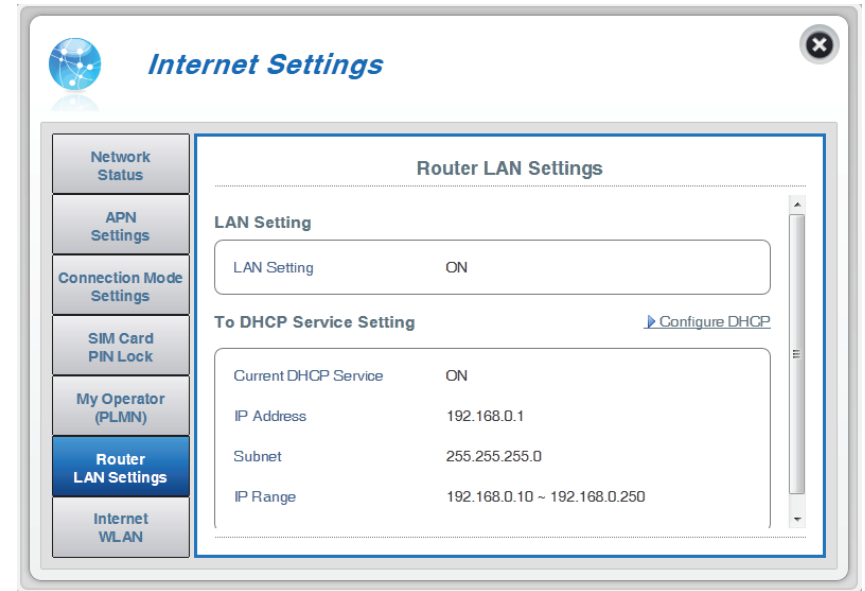 Internet Settings
Network
Status
APN
Settings
Connection Mode
Settings
SIM Card
PIN Lock
My Operator
(PLMN)
Router
LAN Settings
Internet
WLAN
Router LAN Settings
LAN Setting
LAN Setting ON
To DHCP Service Setting Configure DHCP
Current DHCP Service ON
IP Address 192.168.0.1
Subnet 255.255.255.0
IP Range 192.168.0.10 ~ 192.168.0.250